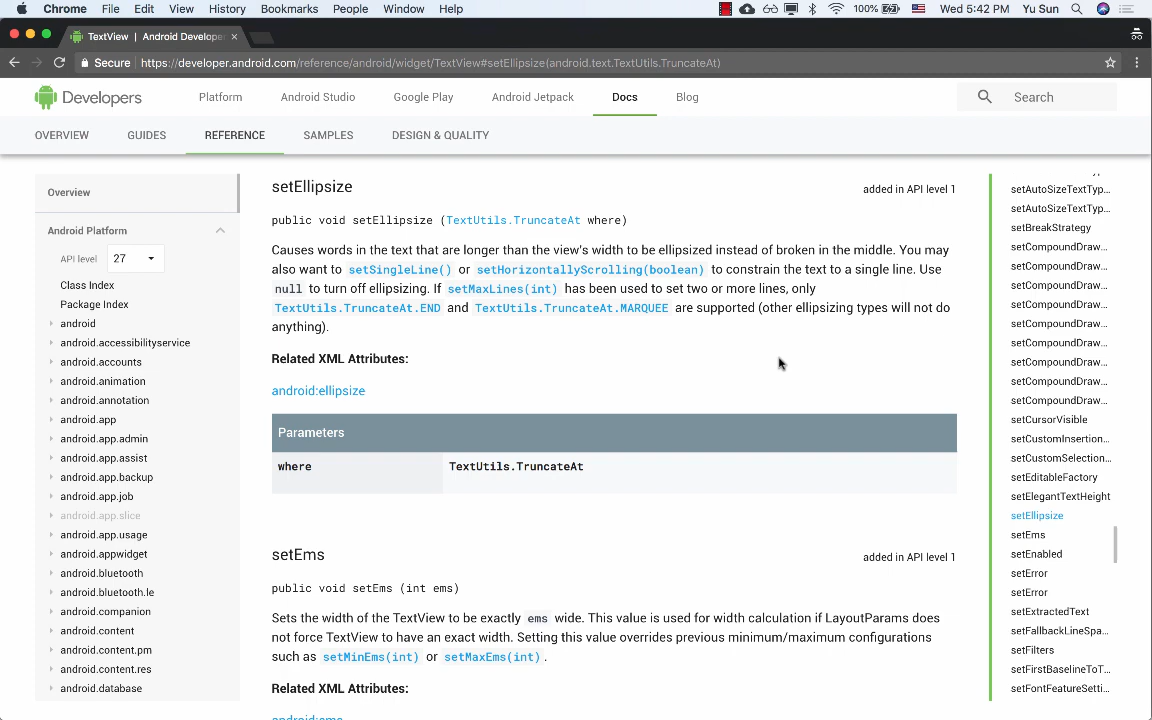 Chrome File Edit View History Bookmarks People Window Help 100% Wed 5:42 PM Yu Sun
TextView | Android Develope
Secure https://developer.android.com/reference/android/widget/TextView#setEllipsize(android.text.TextUtils.TruncateAt)
Developers Platform Android Studio Google Play Android Jetpack Docs Blog Search
OVERVIEW GUIDES REFERENCE SAMPLES DESIGN & QUALITY
Overview
Android Platform
API level 27
Class Index
Package Index
android
android.accessibilityservice
android.accounts
android.animation
android.annotation
android.app
android.app.admin
android.app.assist
android.app.backup
android.app.job
android.app.slice
android.app.usage
android.appwidget
android.bluetooth
android.bluetooth.le
android.companion
android.content
android.content.pm
android.content.res
android.database
setEllipsize added in API level 1
public void setEllipsize (TextUtils.TruncateAt where)
Causes words in the text that are longer than the view's width to be ellipsized instead of broken in the middle. You may
also want to setSingleLine() or setHorizontallyScrolling(boolean) to constrain the text to a single line. Use
null to turn off ellipsizing. If setMaxLines(int) has been used to set two or more lines, only
TextUtils.TruncateAt.END and TextUtils.TruncateAt.MARQUEE are supported (other ellipsizing types will not do
anything).
Related XML Attributes:
android:ellipsize
Parameters
where TextUtils.TruncateAt
setEms added in API level 1
public void setEms (int ems)
Sets the width of the TextView to be exactly ems wide. This value is used for width calculation if LayoutParams does
not force TextView to have an exact width. Setting this value overrides previous minimum/maximum configurations
such as setMinEms(int) or setMaxEms(int).
Related XML Attributes:
android:ems
setAutoSizeTextTyp...
setAutoSizeTextTyp...
setBreakStrategy
setCompoundDraw...
setCompoundDraw...
setCompoundDraw...
setCompoundDraw...
setCompoundDraw...
setCompoundDraw...
setCompoundDraw...
setCompoundDraw...
setCompoundDraw...
setCursorVisible
setCustomInsertion...
setCustomSelection...
setEditableFactory
setElegantTextHeight
setEllipsize
setEms
setEnabled
setError
setError
setExtractedText
setFallbackLineSpa...
setFilters
setFirstBaselineToT...
setFontFeatureSetti...